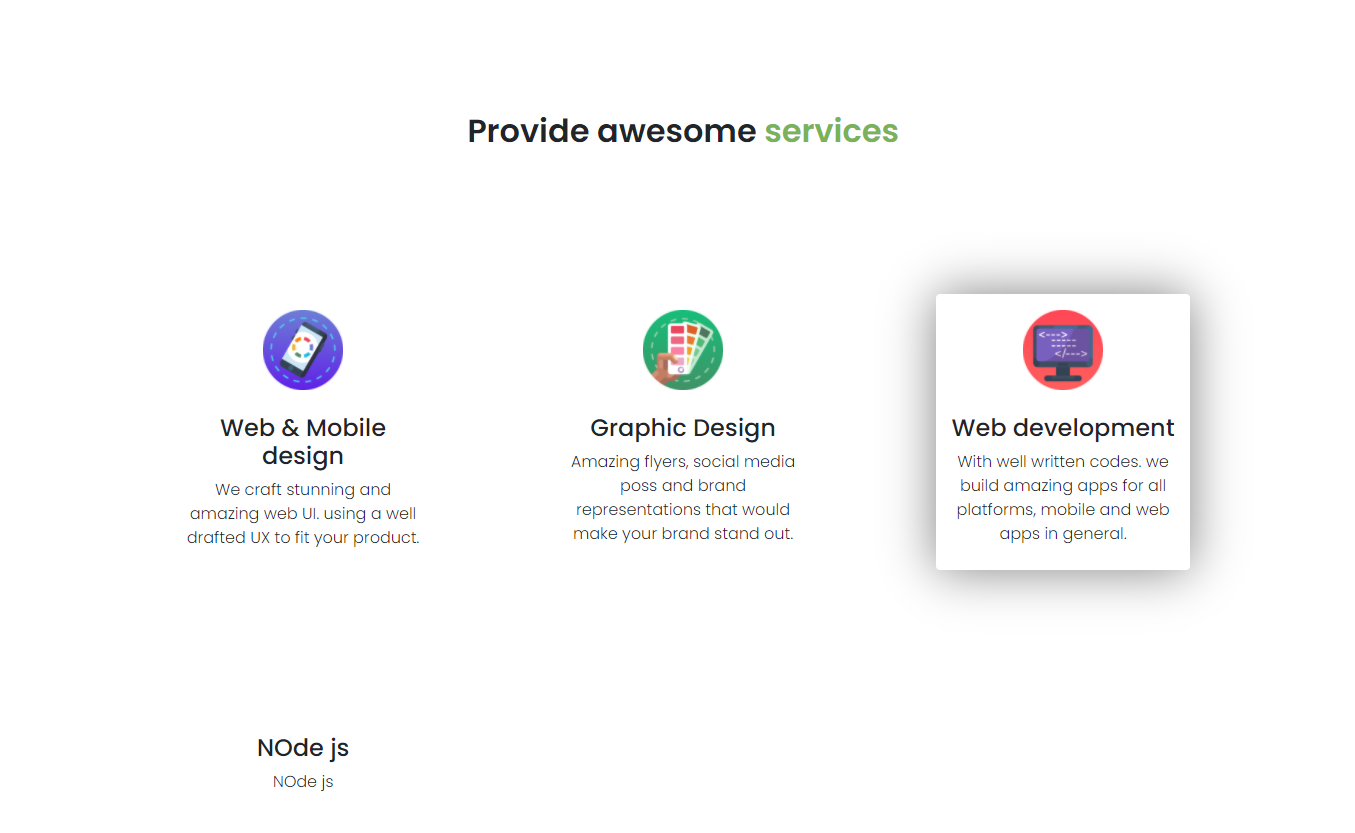 Provide awesome services
Web & Mobile
design
We craft stunning and
amazing web UI. using a well
drafted UX to fit your product.
Graphic Design
Amazing flyers, social media
poss and brand
representations that would
make your brand stand out.
<--->
</--->
Web development
With well written codes. we
build amazing apps for all
platforms, mobile and web
apps in general.
NOde js
NOde js